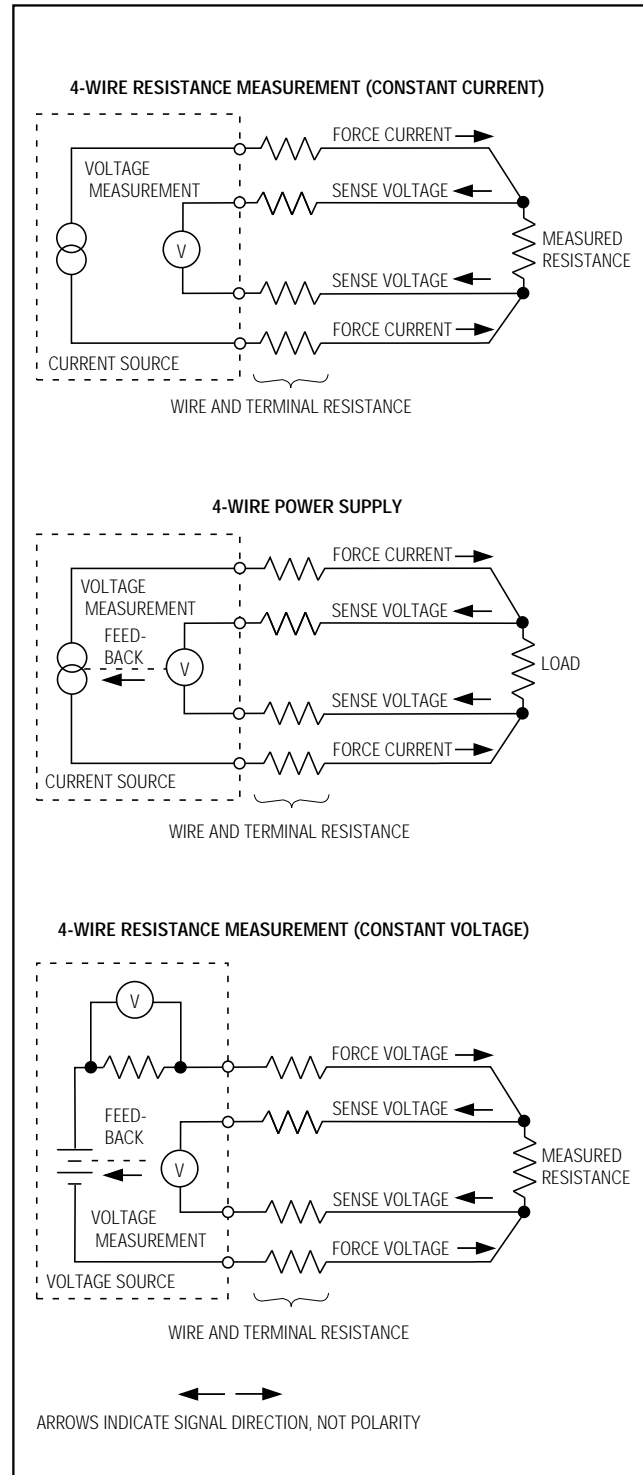 4-WIRE RESISTANCE MEASUREMENT (CONSTANT CURRENT)
FORCE CURRENT
VOLTAGE
MEASUREMENT
SENSE VOLTAGE
V
MEASURED
RESISTANCE
SENSE VOLTAGE
FORCE CURRENT
CURRENT SOURCE
WIRE AND TERMINAL RESISTANCE
4-WIRE POWER SUPPLY
FORCE CURRENT
VOLTAGE
MEASUREMENT
SENSE VOLTAGE
FEED-
BACK
V
LOAD
SENSE VOLTAGE
FORCE CURRENT
CURRENT SOURCE
WIRE AND TERMINAL RESISTANCE
4-WIRE RESISTANCE MEASUREMENT (CONSTANT VOLTAGE)
V
FORCE VOLTAGE
SENSE VOLTAGE
FEED-
BACK
V
MEASURED
RESISTANCE
SENSE VOLTAGE
VOLTAGE
MEASUREMENT
FORCE VOLTAGE
VOLTAGE SOURCE
WIRE AND TERMINAL RESISTANCE
ARROWS INDICATE SIGNAL DIRECTION, NOT POLARITY